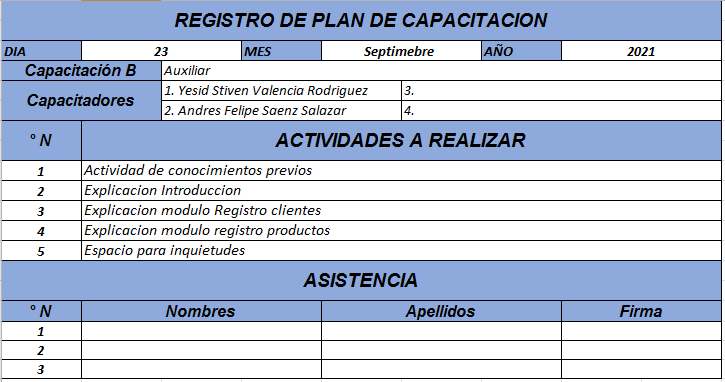 REGISTRO DE PLAN DE CAPACITACION
DIA 23 MES Septimebre AÑO 2021
Capacitación B Auxiliar
Capacitadores 1. Yesid Stiven Valencia Rodriguez 3.
2. Andres Felipe Saenz Salazar 4.
° N ACTIVIDADES A REALIZAR
1 Actividad de conocimientos previos
2 Explicacion Introduccion
3 Explicacion modulo Registro clientes
4 Explicacion modulo registro productos
5 Espacio para inquietudes
ASISTENCIA
° N Nombres Apellidos Firma
1
2
3